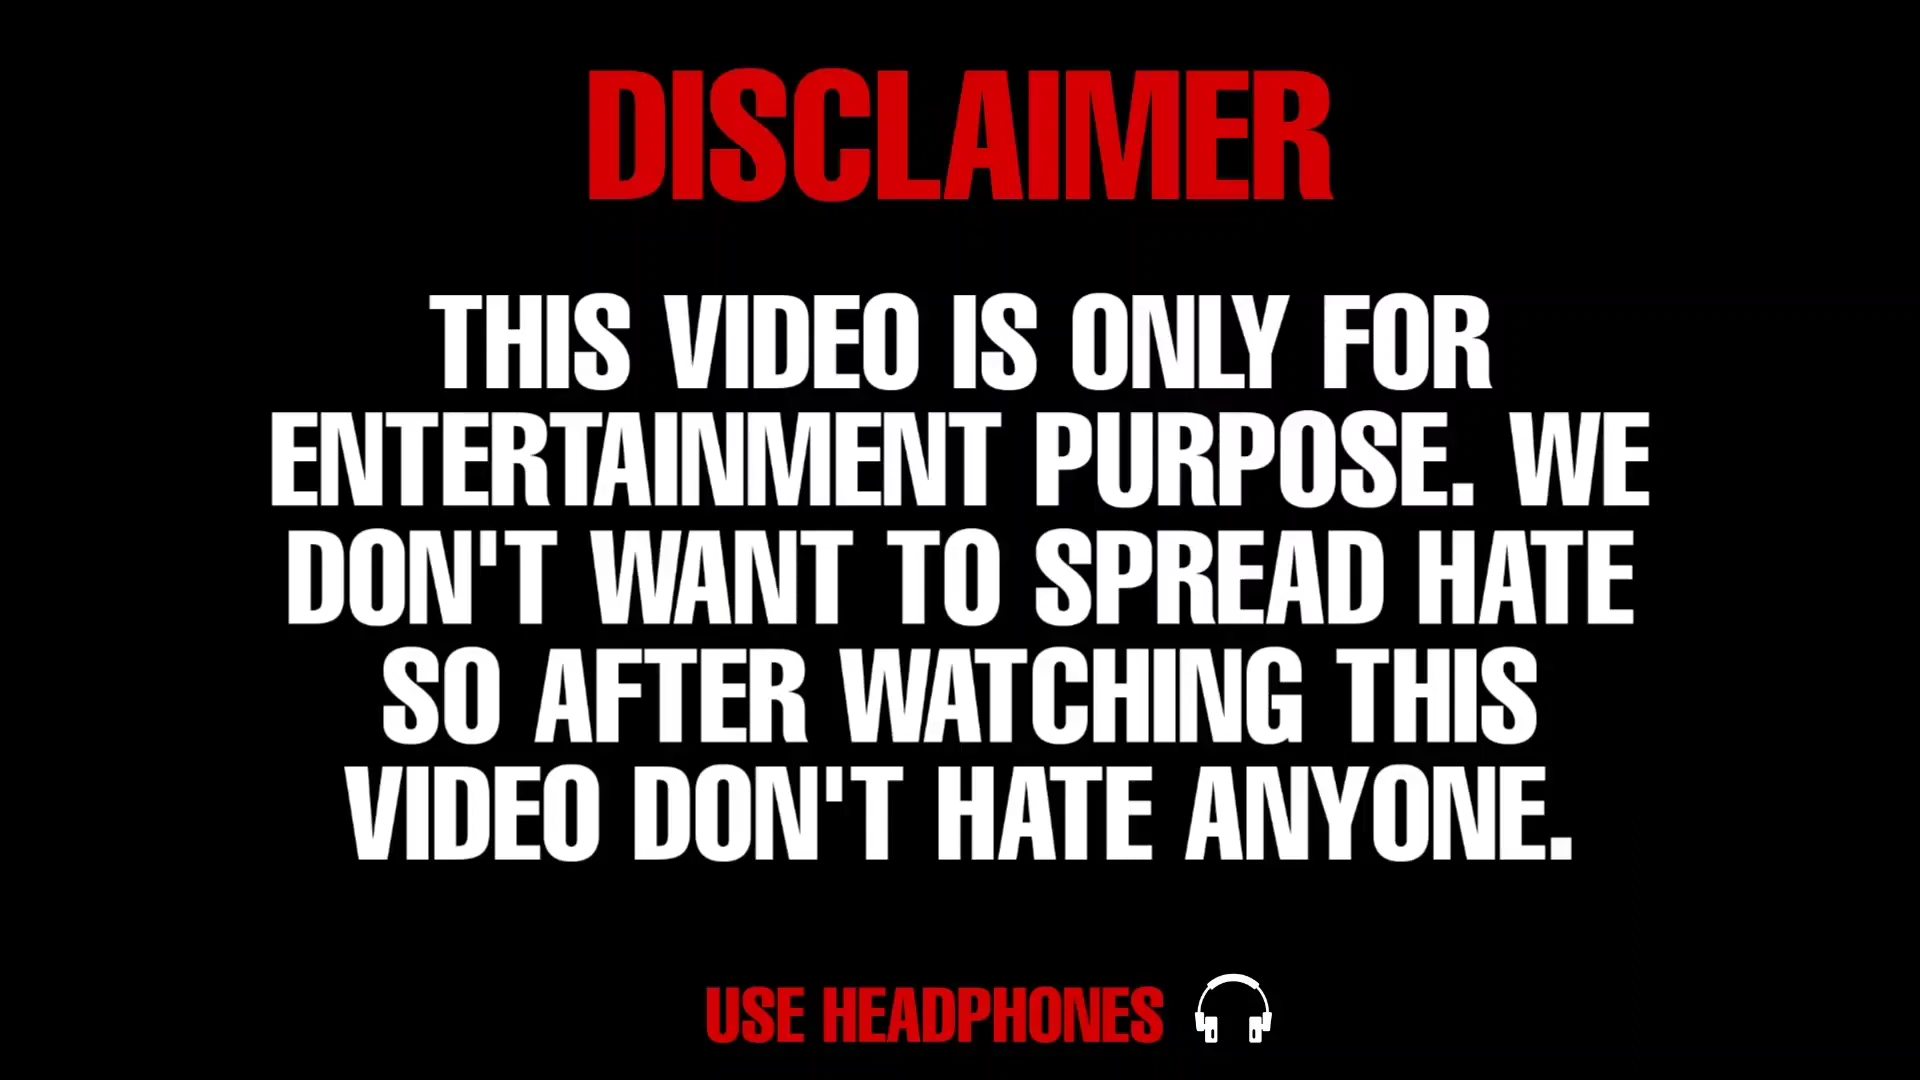 DISCLAIMER
THIS VIDEO IS ONLY FOR
ENTERTAINMENT PURPOSE. WE
DON'T WANT TO SPREAD HATE
SO AFTER WATCHING THIS
VIDEO DON'T HATE ANYONE.
USE HEADPHONES